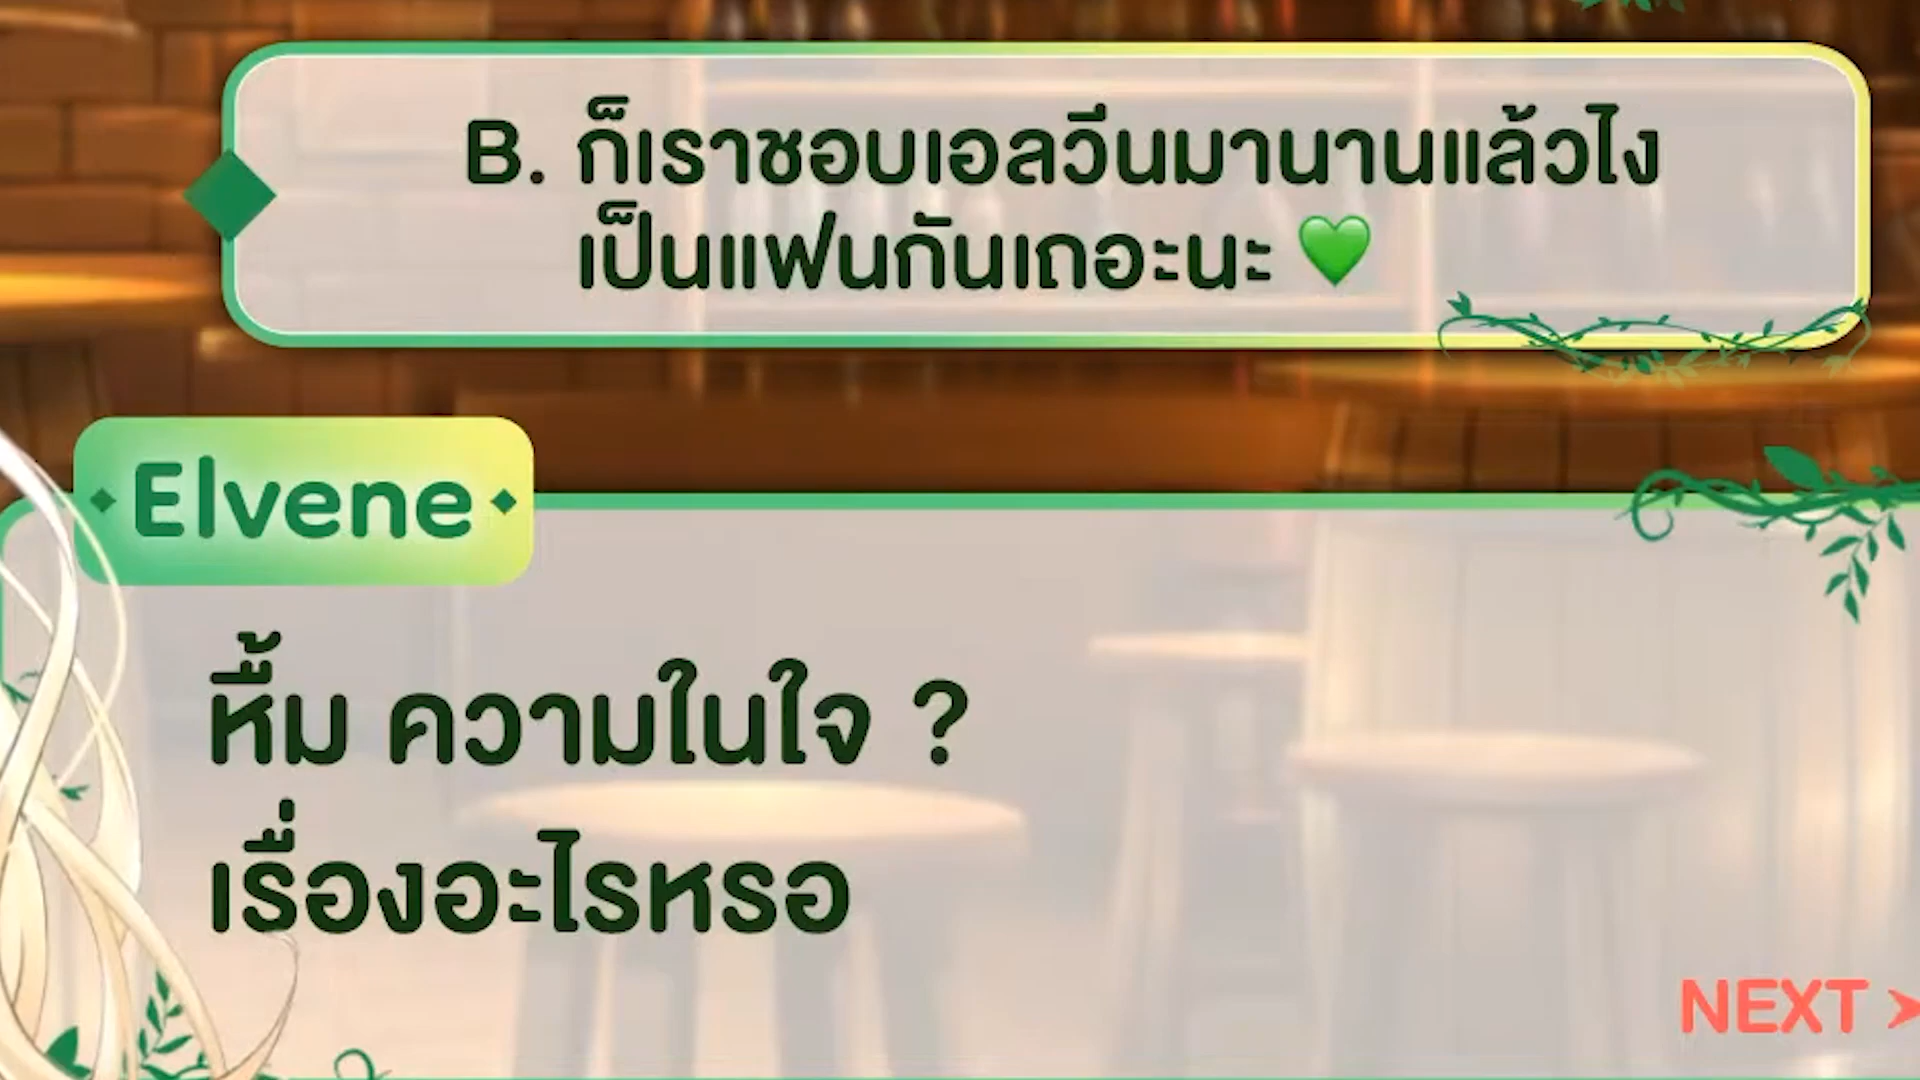 B. ก็เราชอบเอลวีนมานานแล้วไง
เป็นแฟนกันเถอะนะ 💚
Elvene
หื้ม ความในใจ ?
เรื่องอะไรหรอ
NEXT